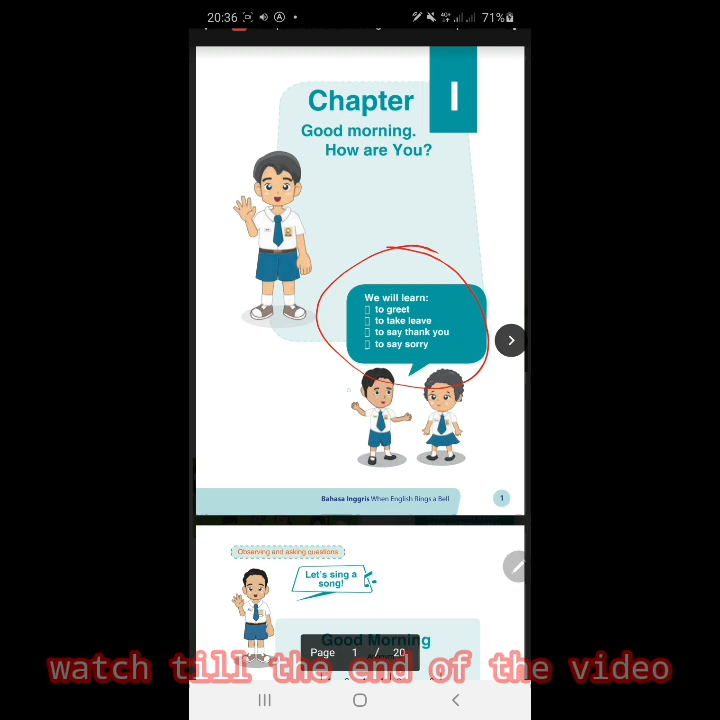 20:36
71%
Chapter I
Good morning.
How are You?
We will learn:
to greet
to take leave
to say thank you
to say sorry
Bahasa Inggris When English Rings a Bell
1
Observing and asking questions
Let's sing a
song!
Good Morning
Page 1 / 20
watch till the end of the video